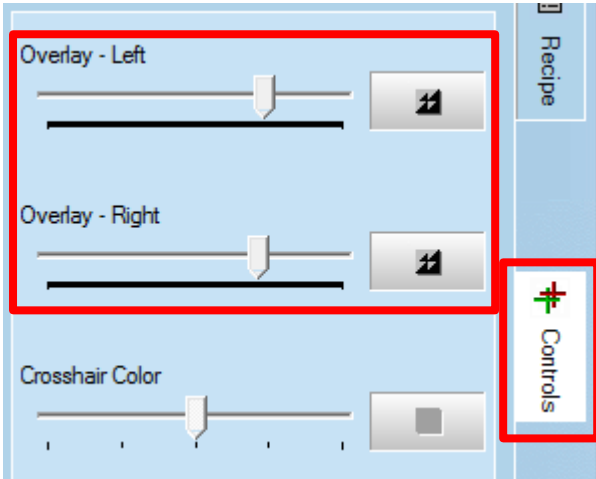 Overlay - Left
Recipe
Overlay - Right
Controls
Crosshair Color